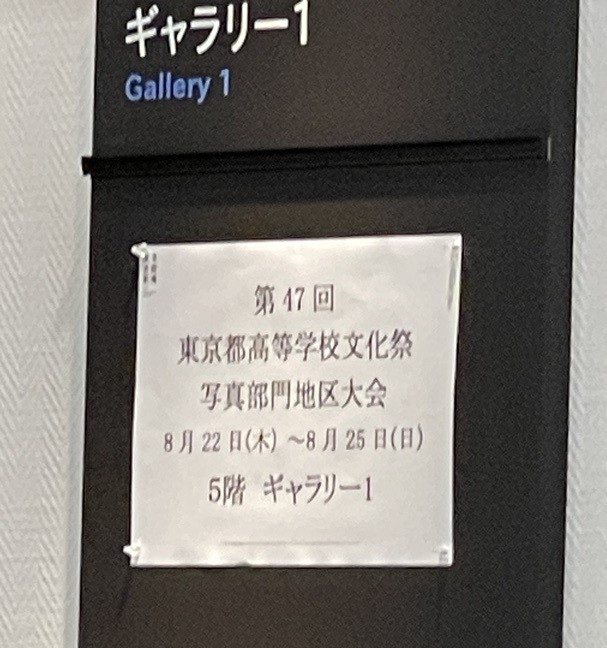 ギャラリー1
Gallery 1
第 47 回
東京都高等学校文化祭
写真部門地区大会
8 月 22 日(木) ～8 月 25 日(日)
5階 ギャラリー1